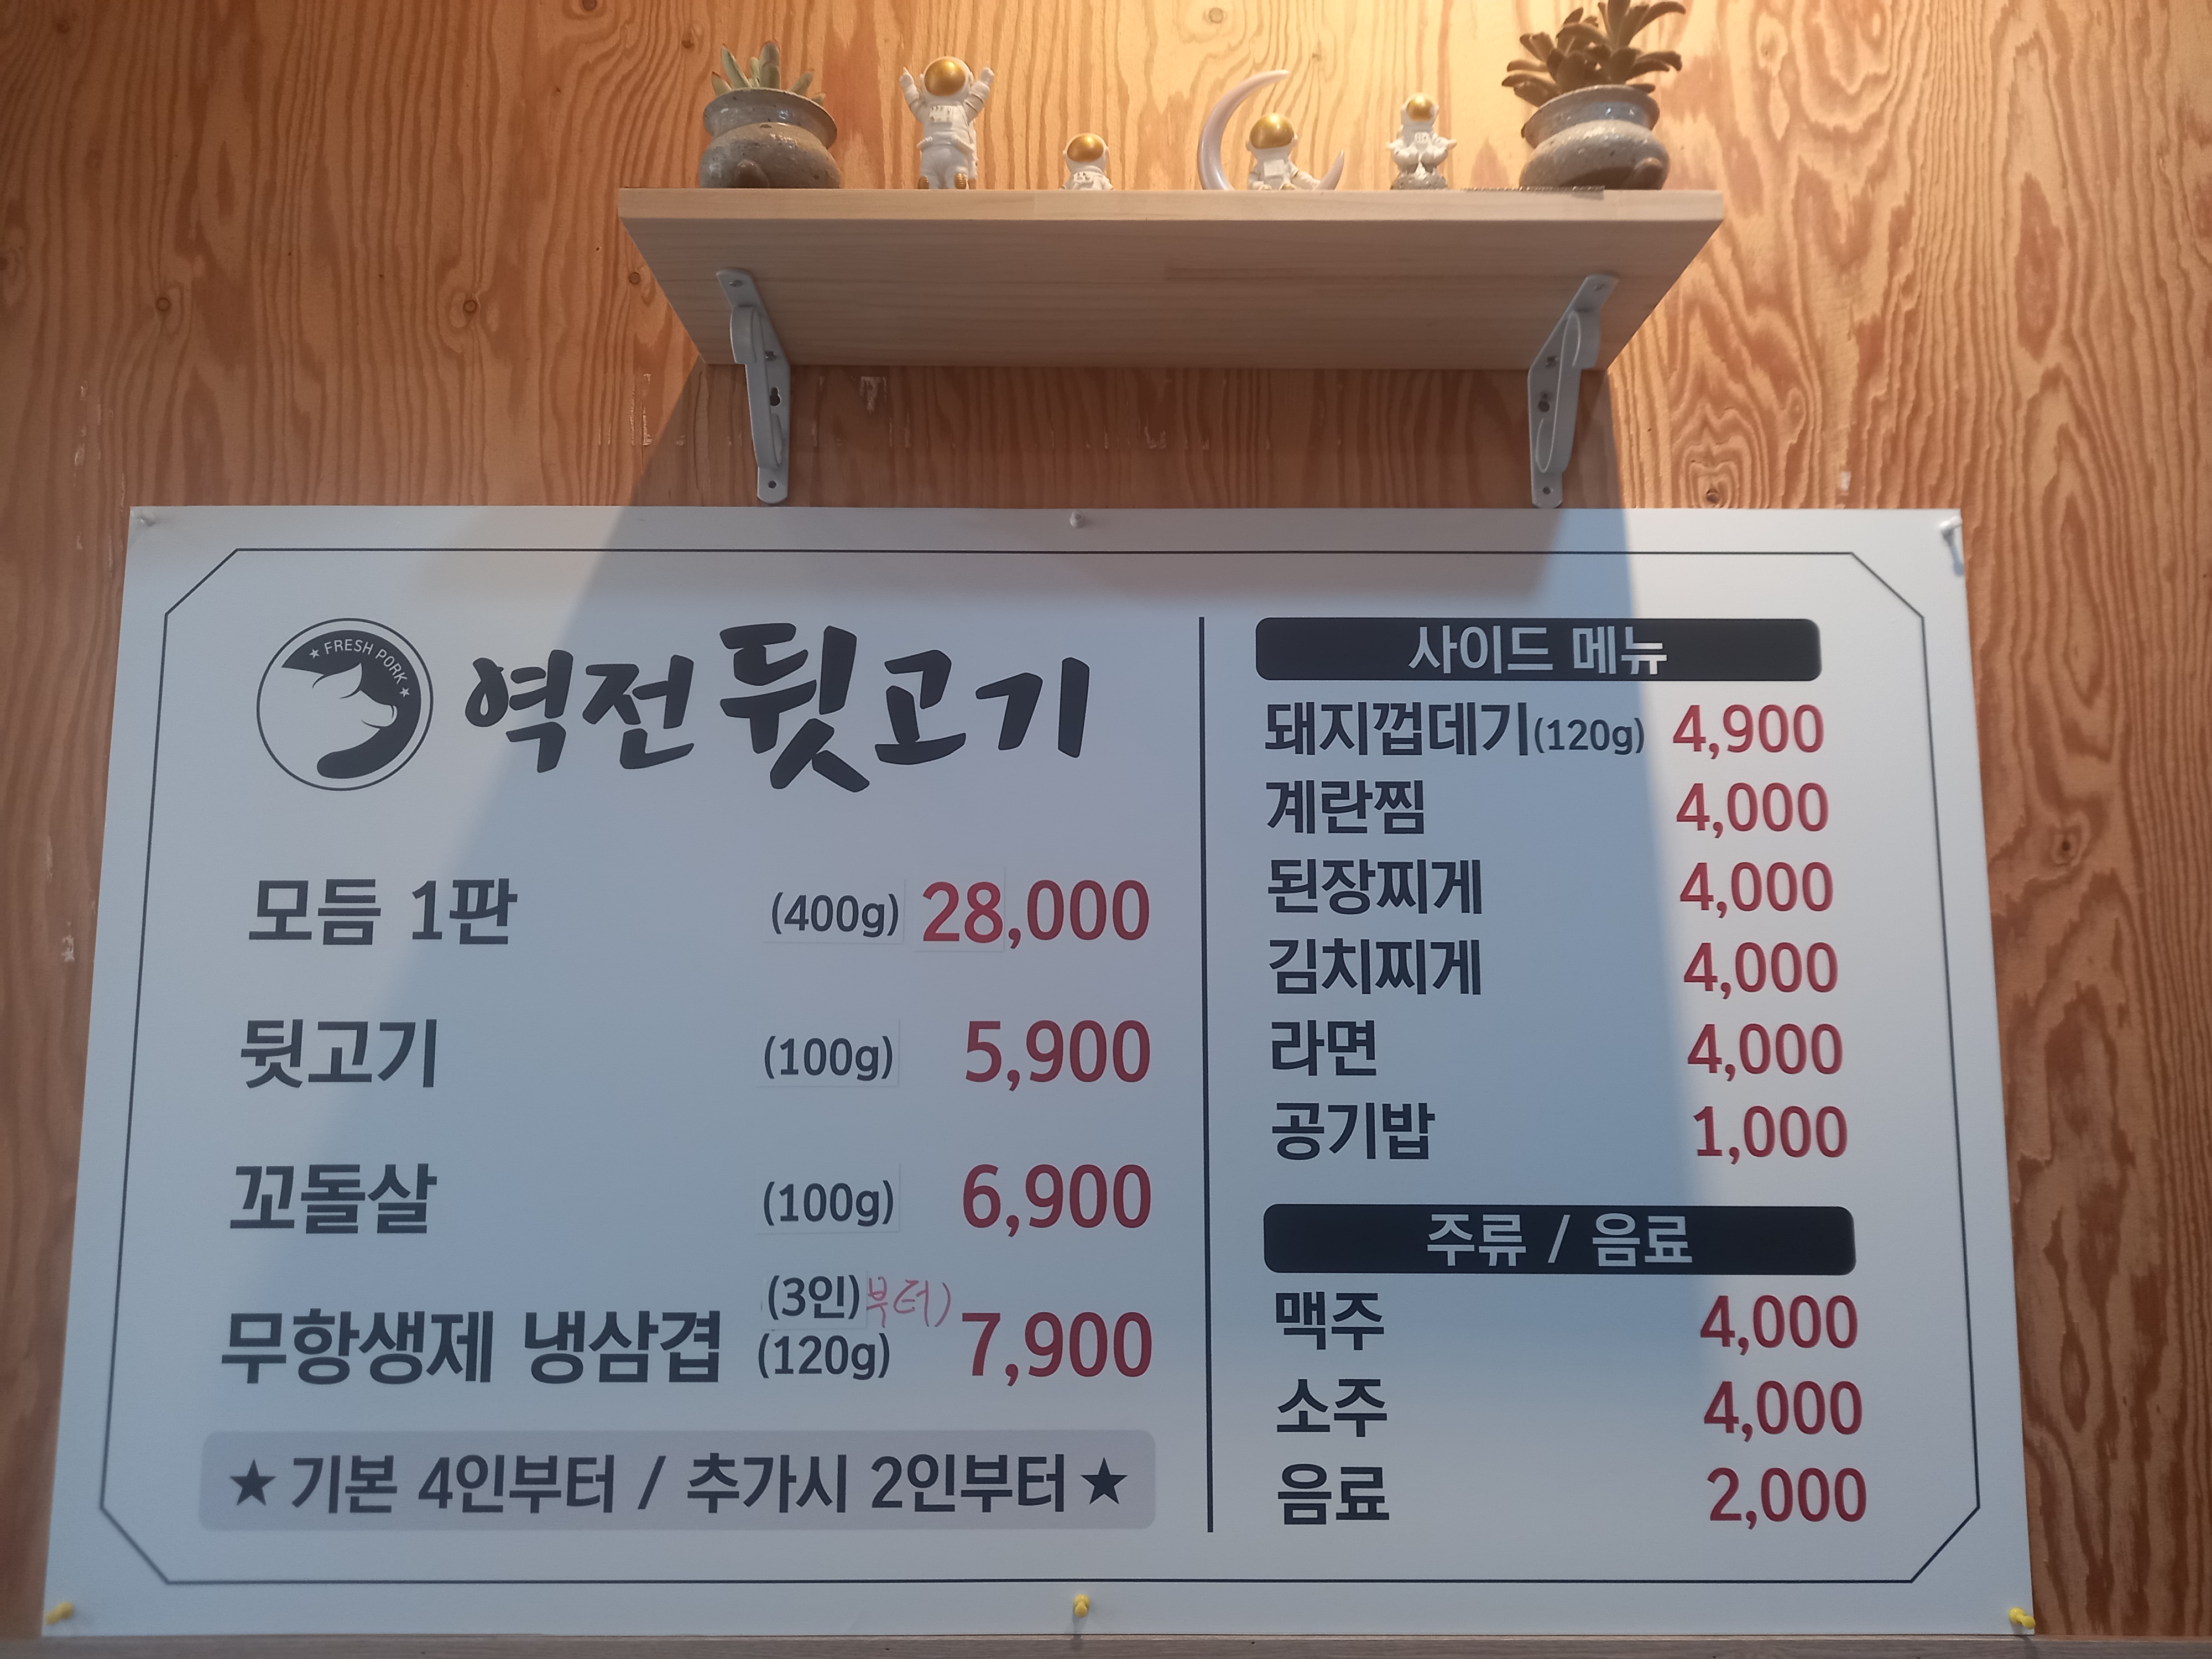 ★ FRESH PORK ★
역전뒷고기
모듬 1판 (400g) 28,000
뒷고기 (100g) 5,900
꼬돌살 (100g) 6,900
(3인)부터)
무항생제 냉삼겹 (120g) 7,900
★기본 4인부터 / 추가시 2인부터★
사이드 메뉴
돼지껍데기(120g) 4,900
계란찜 4,000
된장찌게 4,000
김치찌게 4,000
라면 4,000
공기밥 1,000
주류 / 음료
맥주 4,000
소주 4,000
음료 2,000